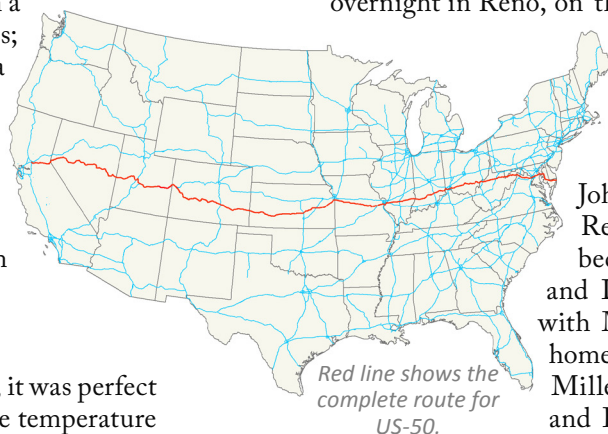 n a
s;
a
n
, it was perfect
e temperature
overnight in Reno, on th
Joh
Re
bec
and I
with M
home
Mille
and I
Red line shows the
complete route for
US-50.